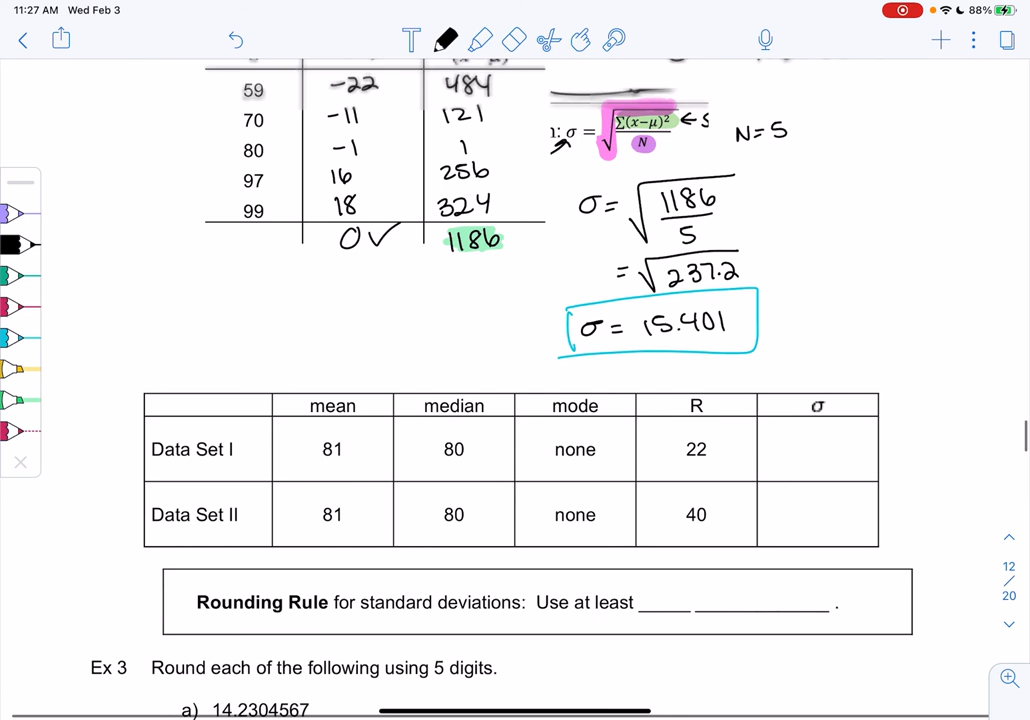 11:27 AM Wed Feb 3
88%
59 -22 484
70 -11 121
80 -1 1
97 16 256
99 18 324
0✓ 1186
: σ = √Σ(x−μ)²/N ← S
N = 5
σ = √1186/5
= √237.2
σ = 15.401
mean median mode R σ
Data Set I 81 80 none 22
Data Set II 81 80 none 40
Rounding Rule for standard deviations: Use at least _____ _____________ .
Ex 3 Round each of the following using 5 digits.
a) 14.2304567
12
/
20